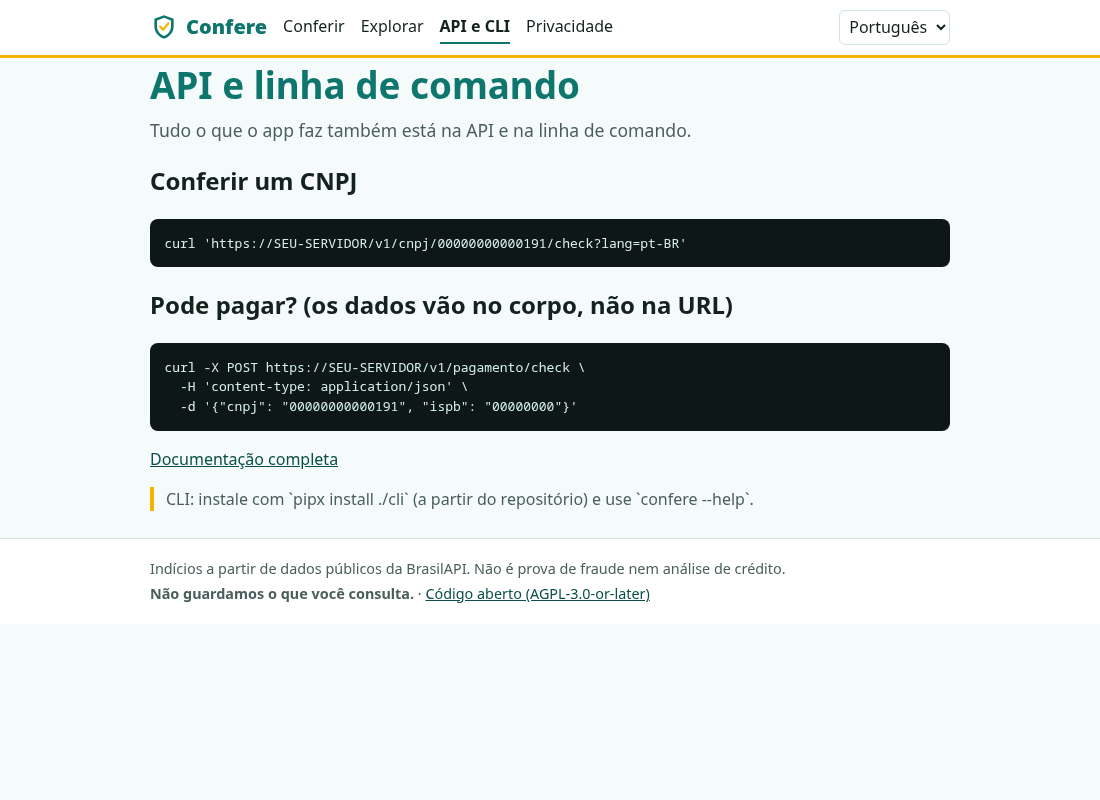 Confere
Conferir
Explorar
API e CLI
Privacidade
Português
API e linha de comando
Tudo o que o app faz também está na API e na linha de comando.
Conferir um CNPJ
curl 'https://SEU-SERVIDOR/v1/cnpj/00000000000191/check?lang=pt-BR'
Pode pagar? (os dados vão no corpo, não na URL)
curl -X POST https://SEU-SERVIDOR/v1/pagamento/check \
-H 'content-type: application/json' \
-d '{"cnpj": "00000000000191", "ispb": "00000000"}'
Documentação completa
CLI: instale com `pipx install ./cli` (a partir do repositório) e use `confere --help`.
Indícios a partir de dados públicos da BrasilAPI. Não é prova de fraude nem análise de crédito.
Não guardamos o que você consulta. · Código aberto (AGPL-3.0-or-later)